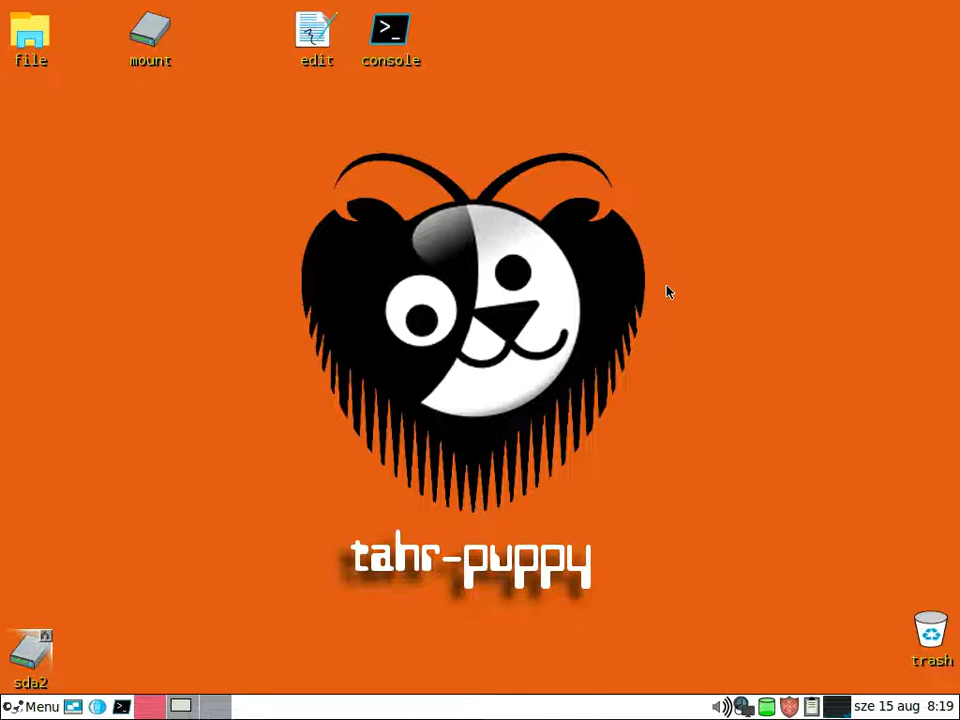 file
mount
edit
console
tahr-puppy
sda2
trash
Menu
sze 15 aug 8:19